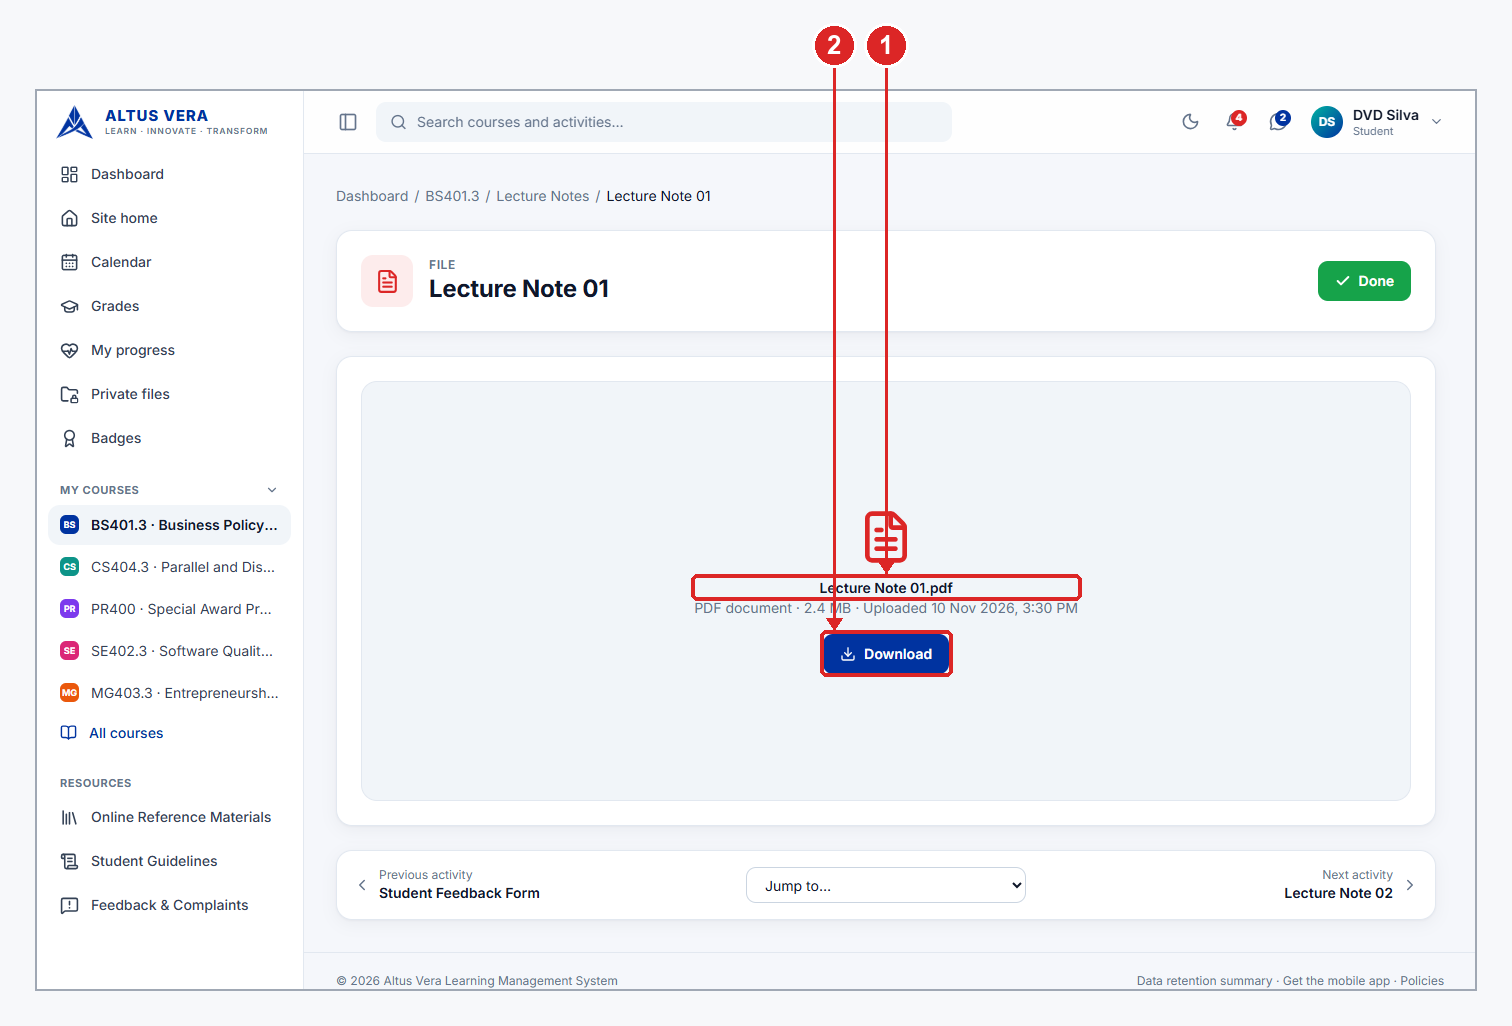 2 1
ALTUS VERA
LEARN · INNOVATE · TRANSFORM
Search courses and activities...
4
2
DS
DVD Silva
Student
Dashboard
Site home
Calendar
Grades
My progress
Private files
Badges
MY COURSES
BS BS401.3 · Business Policy...
CS CS404.3 · Parallel and Dis...
PR PR400 · Special Award Pr...
SE SE402.3 · Software Qualit...
MG MG403.3 · Entrepreneursh...
All courses
RESOURCES
Online Reference Materials
Student Guidelines
Feedback & Complaints
Dashboard / BS401.3 / Lecture Notes / Lecture Note 01
FILE
Lecture Note 01
Done
Lecture Note 01.pdf
PDF document · 2.4 MB · Uploaded 10 Nov 2026, 3:30 PM
Download
Previous activity
Student Feedback Form
Jump to...
Next activity
Lecture Note 02
© 2026 Altus Vera Learning Management System
Data retention summary · Get the mobile app · Policies